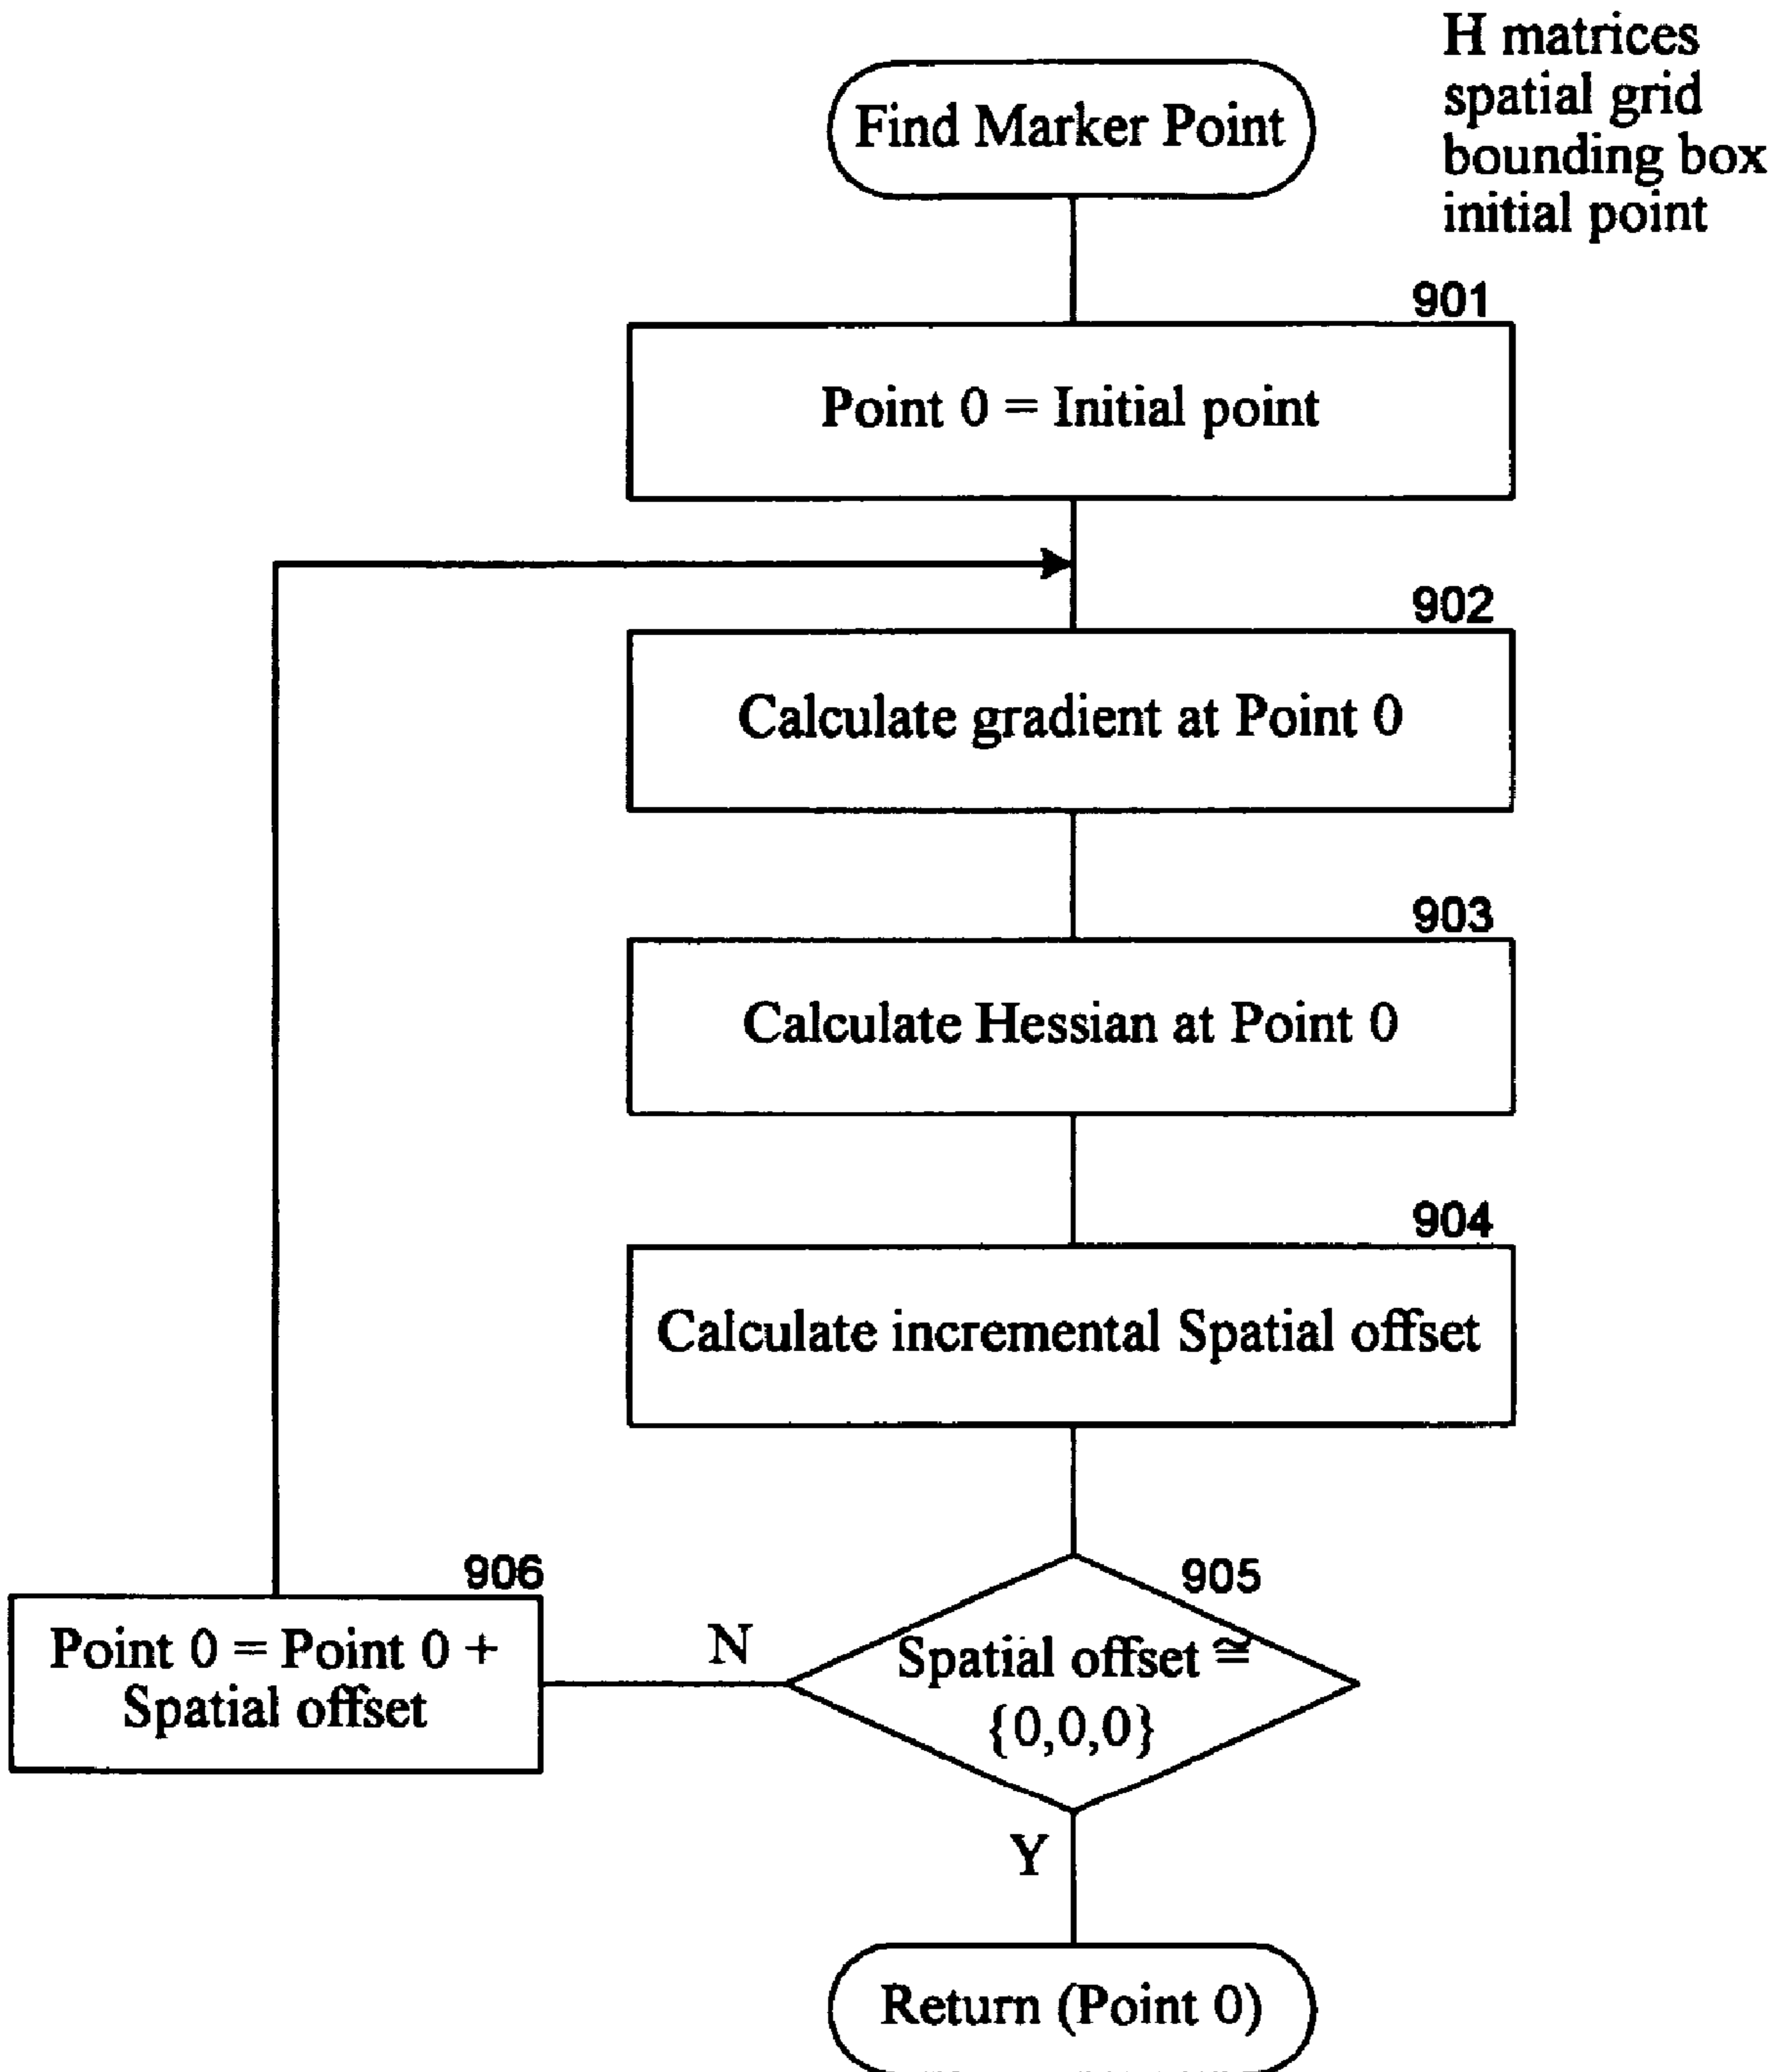 H matrices
spatial grid
bounding box
initial point
Find Marker Point
901
Point 0 = Initial point
902
Calculate gradient at Point 0
903
Calculate Hessian at Point 0
904
Calculate incremental Spatial offset
905
Spatial offset ≅
{0,0,0}
N
906
Point 0 = Point 0 +
Spatial offset
Y
Return (Point 0)